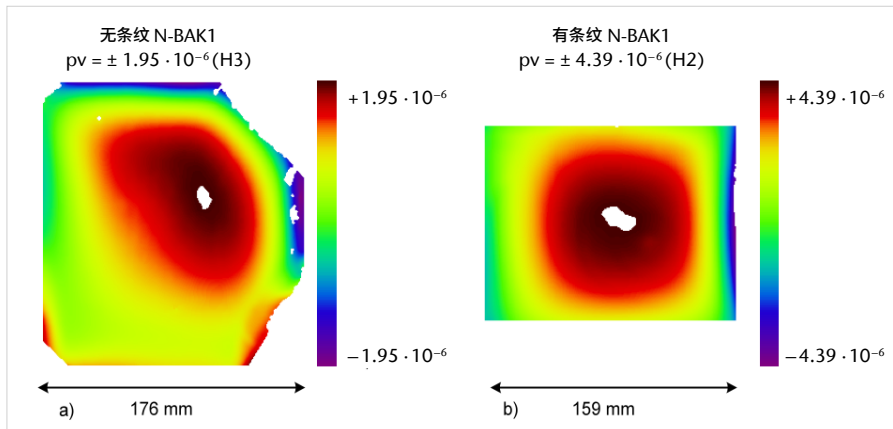 无条纹 N-BAK1
pv = ± 1.95 · 10⁻⁶ (H3)
+1.95 · 10⁻⁶
−1.95 · 10⁻⁶
a) 176 mm
有条纹 N-BAK1
pv = ± 4.39 · 10⁻⁶ (H2)
+4.39 · 10⁻⁶
−4.39 · 10⁻⁶
b) 159 mm